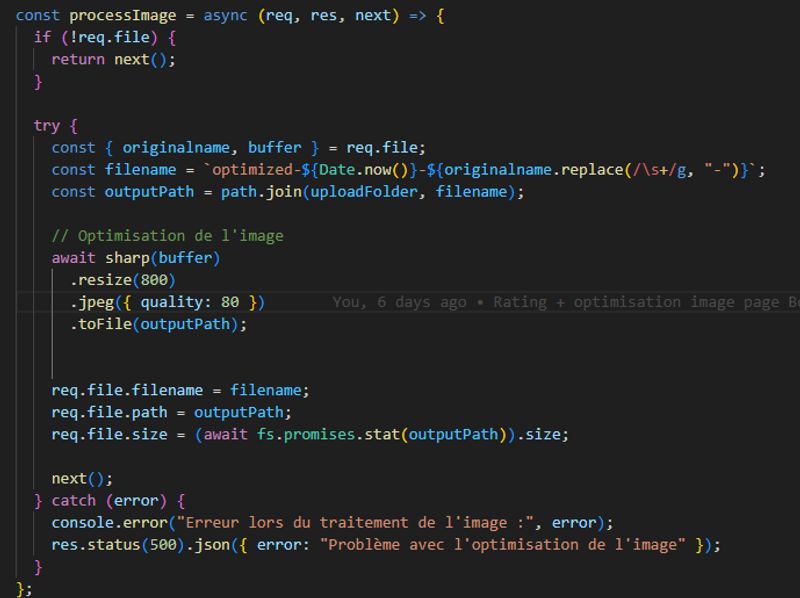 const processImage = async (req, res, next) => {
if (!req.file) {
return next();
}
try {
const { originalname, buffer } = req.file;
const filename = `optimized-${Date.now()}-${originalname.replace(/\s+/g, "-")}`;
const outputPath = path.join(uploadFolder, filename);
// Optimisation de l'image
await sharp(buffer)
.resize(800)
.jpeg({ quality: 80 }) You, 6 days ago • Rating + optimisation image page
.toFile(outputPath);
req.file.filename = filename;
req.file.path = outputPath;
req.file.size = (await fs.promises.stat(outputPath)).size;
next();
} catch (error) {
console.error("Erreur lors du traitement de l'image :", error);
res.status(500).json({ error: "Problème avec l'optimisation de l'image" });
}
};